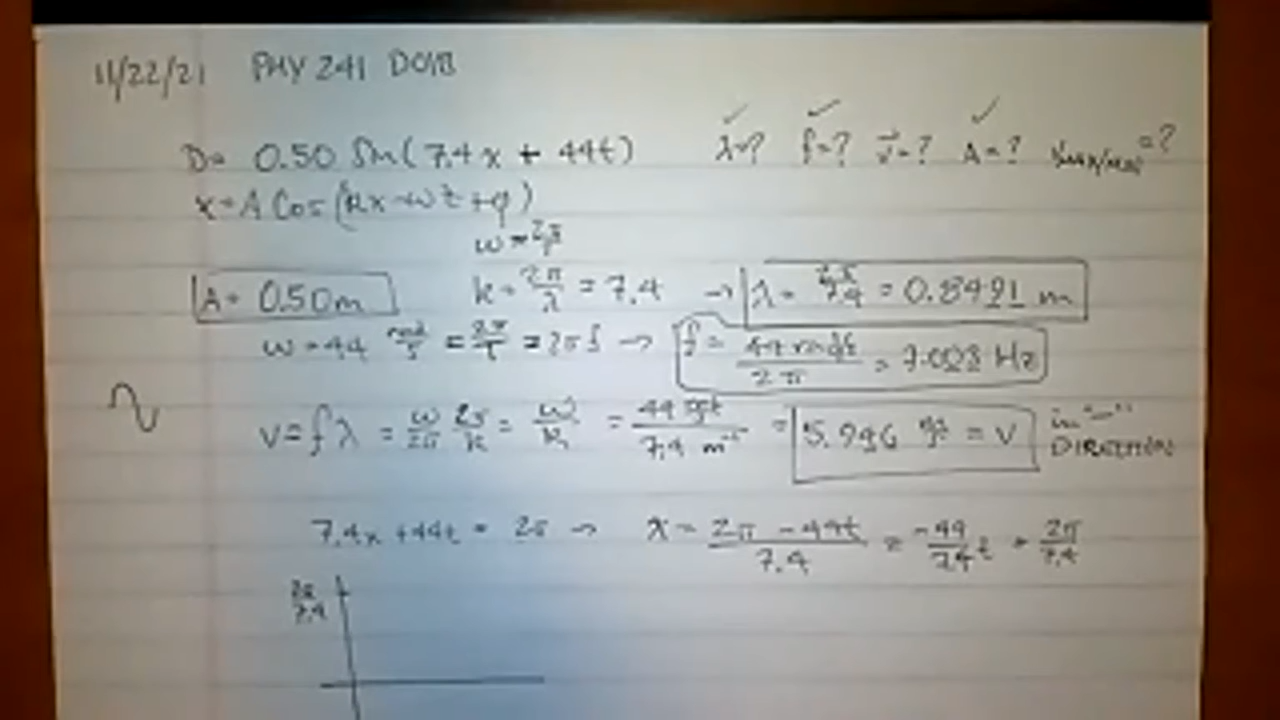 11/22/21 PHY 241 D01B
D= 0.50 Sin(7.4x + 44t) λ=? f=? v⃗=? A=? Vmax/min=?
x=A Cos(kx-ωt+φ)
ω=2π
A= 0.50m k=2π/λ = 7.4 → λ= 2π/7.4 = 0.8491 m
ω=44 rad/s = 2π/T = 2πf → f= 44 rad/s / 2π = 7.003 Hz
V=fλ = ω/2π 2π/k = ω/k = 44 / 7.4 m⁻¹ = 5.946 m/s = V in "-"
DIRECTION
7.4x +44t = 2π → x= 2π -44t / 7.4 = -44/7.4 t + 2π/7.4
2π/7.4